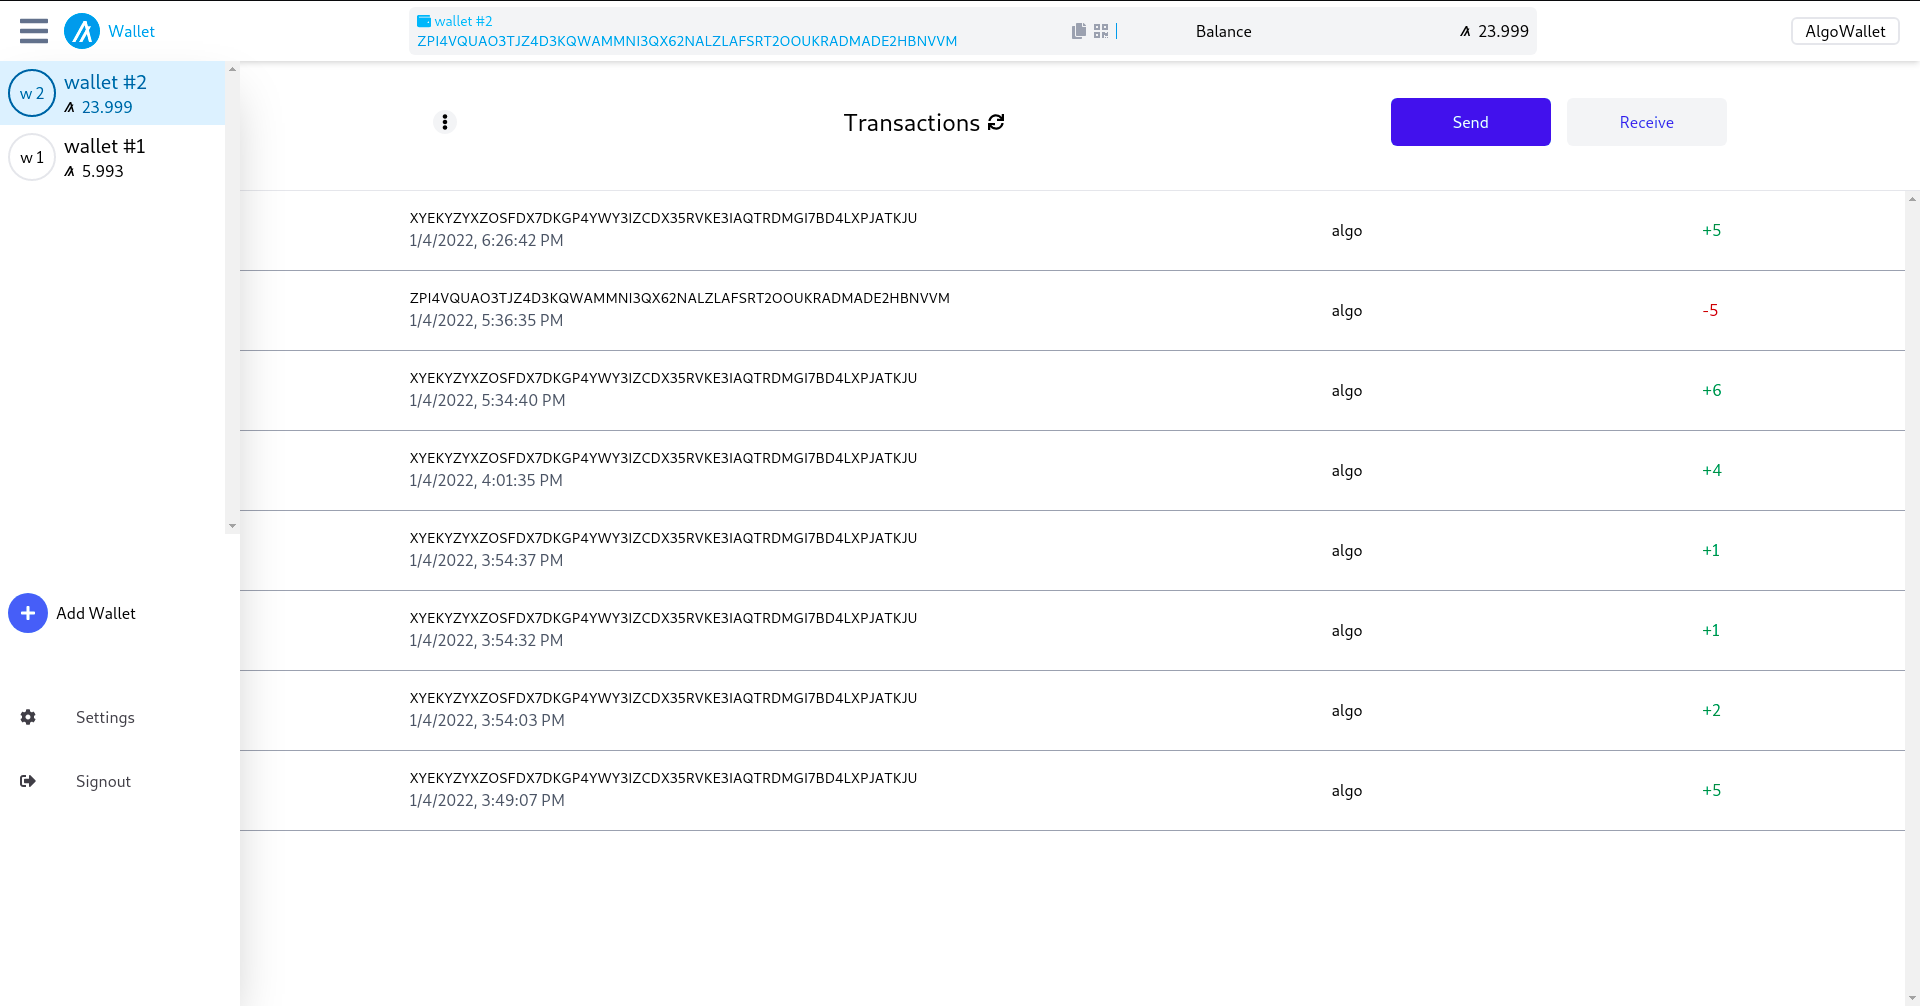 Wallet
wallet #2
ZPI4VQUAO3TJZ4D3KQWAMMNI3QX62NALZLAFSRT2OOUKRADMADE2HBNVVM
Balance
23.999
AlgoWallet
w 2
wallet #2
23.999
w 1
wallet #1
5.993
Add Wallet
Settings
Signout
Transactions
Send
Receive
XYEKYZYXZOSFDX7DKGP4YWY3IZCDX35RVKE3IAQTRDMGI7BD4LXPJATKJU
1/4/2022, 6:26:42 PM
algo
+5
ZPI4VQUAO3TJZ4D3KQWAMMNI3QX62NALZLAFSRT2OOUKRADMADE2HBNVVM
1/4/2022, 5:36:35 PM
algo
-5
XYEKYZYXZOSFDX7DKGP4YWY3IZCDX35RVKE3IAQTRDMGI7BD4LXPJATKJU
1/4/2022, 5:34:40 PM
algo
+6
XYEKYZYXZOSFDX7DKGP4YWY3IZCDX35RVKE3IAQTRDMGI7BD4LXPJATKJU
1/4/2022, 4:01:35 PM
algo
+4
XYEKYZYXZOSFDX7DKGP4YWY3IZCDX35RVKE3IAQTRDMGI7BD4LXPJATKJU
1/4/2022, 3:54:37 PM
algo
+1
XYEKYZYXZOSFDX7DKGP4YWY3IZCDX35RVKE3IAQTRDMGI7BD4LXPJATKJU
1/4/2022, 3:54:32 PM
algo
+1
XYEKYZYXZOSFDX7DKGP4YWY3IZCDX35RVKE3IAQTRDMGI7BD4LXPJATKJU
1/4/2022, 3:54:03 PM
algo
+2
XYEKYZYXZOSFDX7DKGP4YWY3IZCDX35RVKE3IAQTRDMGI7BD4LXPJATKJU
1/4/2022, 3:49:07 PM
algo
+5